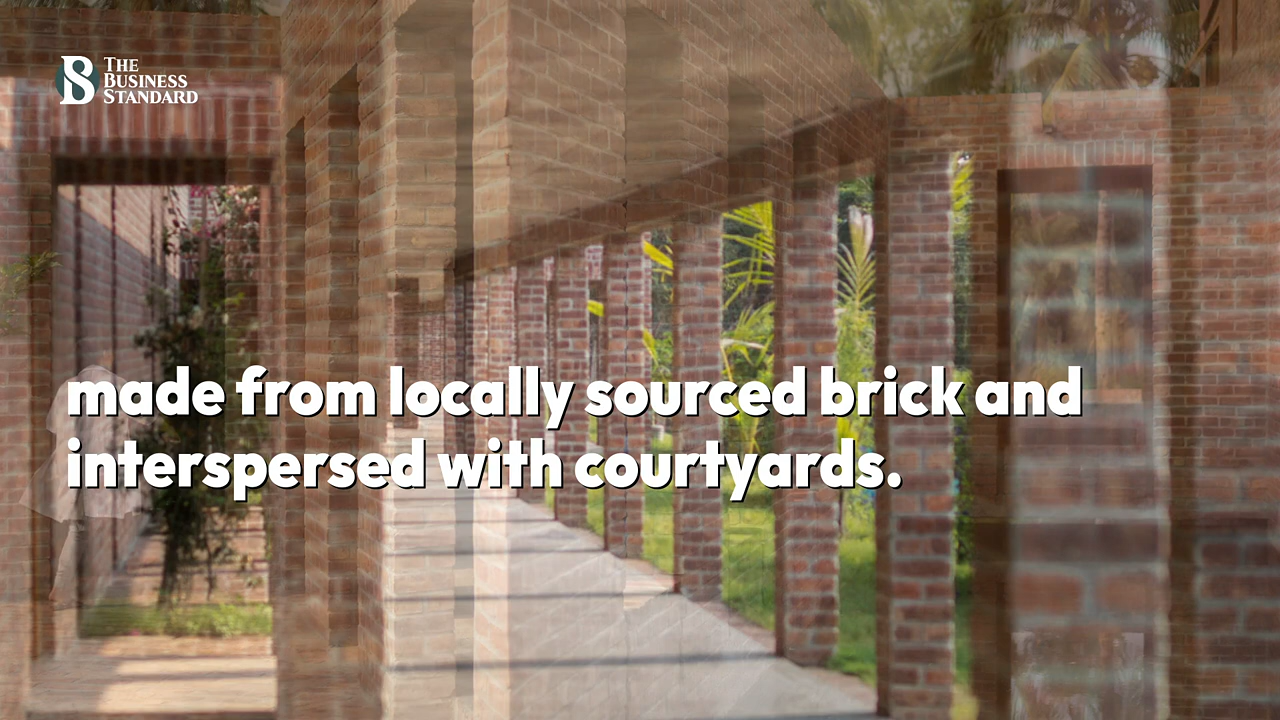 THE
BUSINESS
STANDARD
made from locally sourced brick and
interspersed with courtyards.